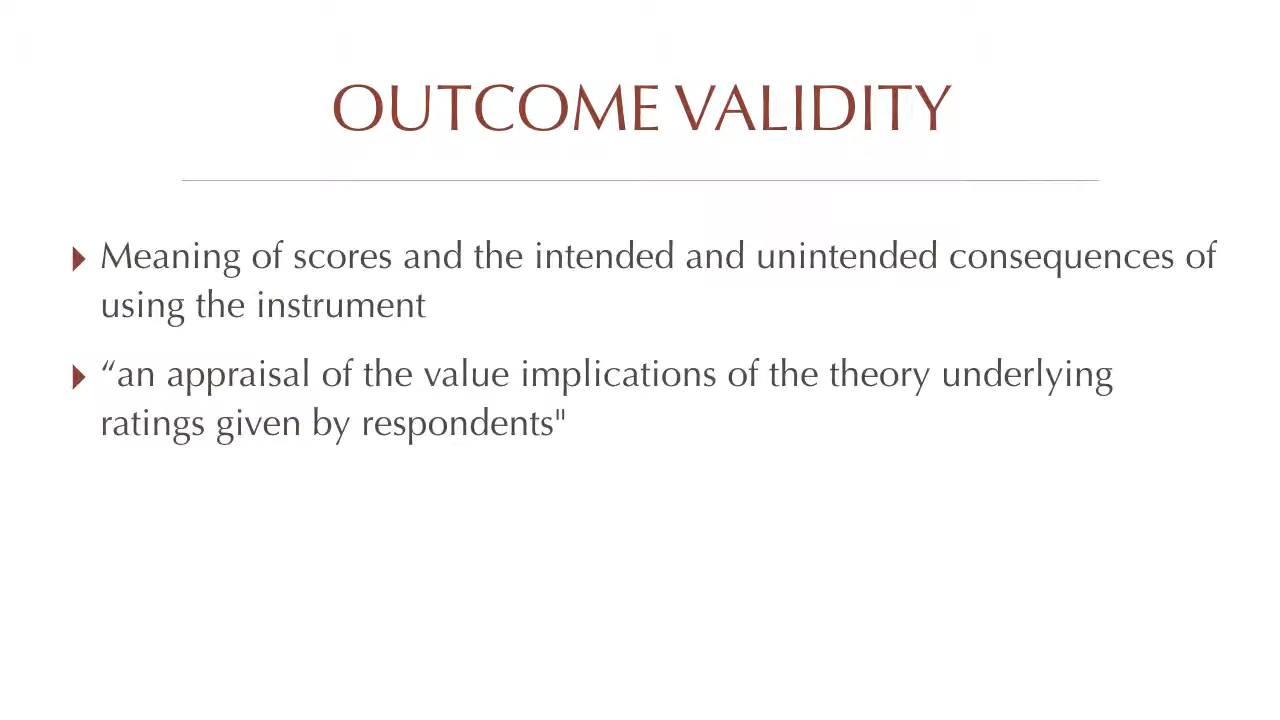 OUTCOME VALIDITY
Meaning of scores and the intended and unintended consequences of
using the instrument
“an appraisal of the value implications of the theory underlying
ratings given by respondents"